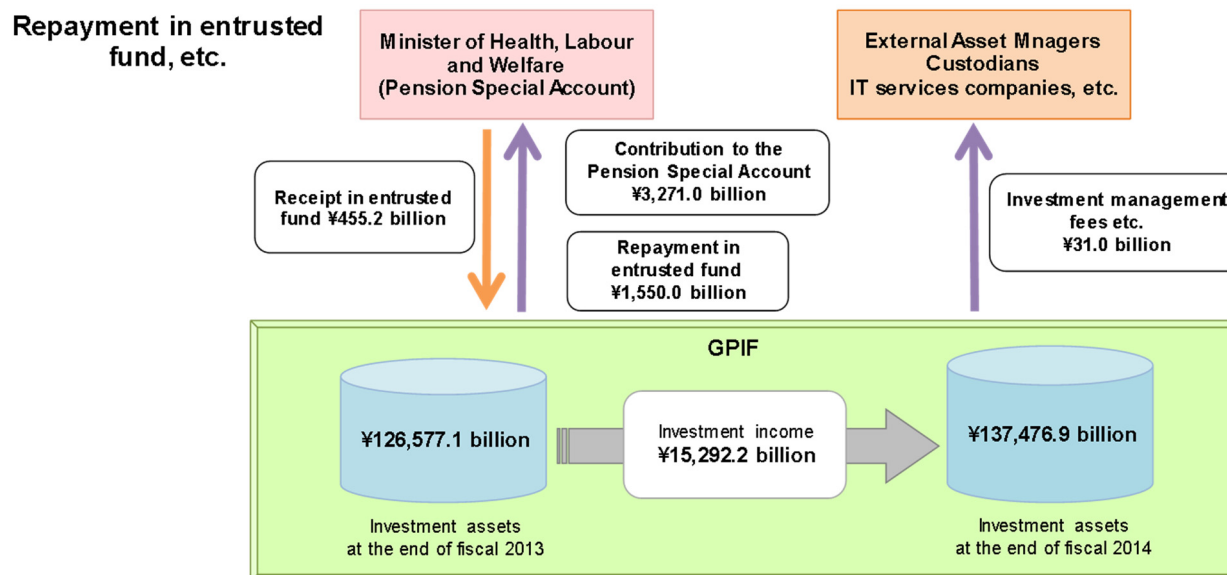 Repayment in entrusted
fund, etc.
Minister of Health, Labour
and Welfare
(Pension Special Account)
External Asset Mnagers
Custodians
IT services companies, etc.
Receipt in entrusted
fund ¥455.2 billion
Contribution to the
Pension Special Account
¥3,271.0 billion
Repayment in
entrusted fund
¥1,550.0 billion
Investment management
fees etc.
¥31.0 billion
GPIF
¥126,577.1 billion
Investment income
¥15,292.2 billion
¥137,476.9 billion
Investment assets
at the end of fiscal 2013
Investment assets
at the end of fiscal 2014